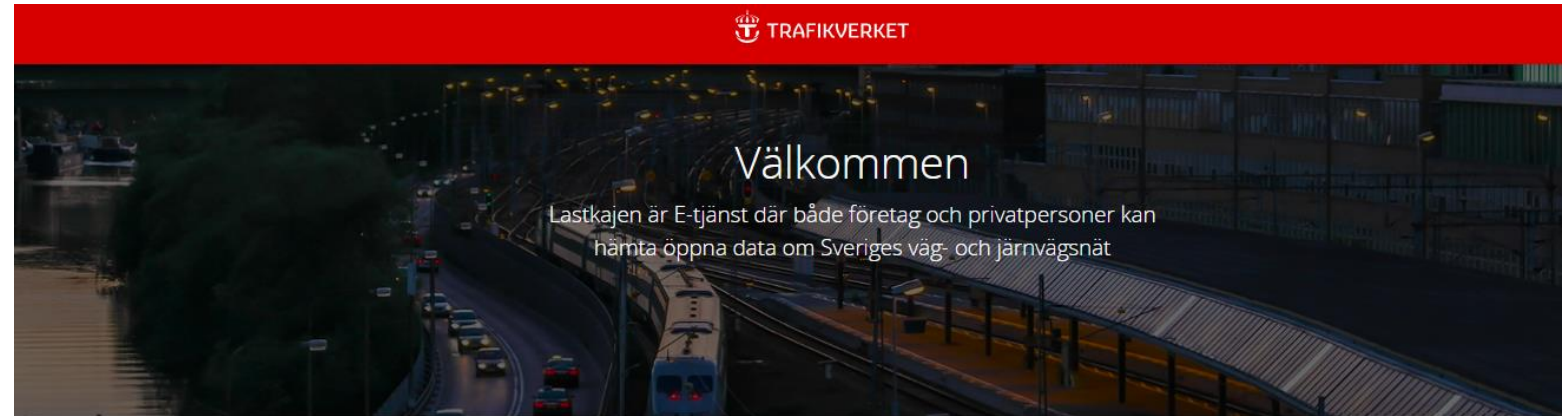 TRAFIKVERKET
Välkommen
Lastkajen är E-tjänst där både företag och privatpersoner kan
hämta öppna data om Sveriges väg- och järnvägsnät